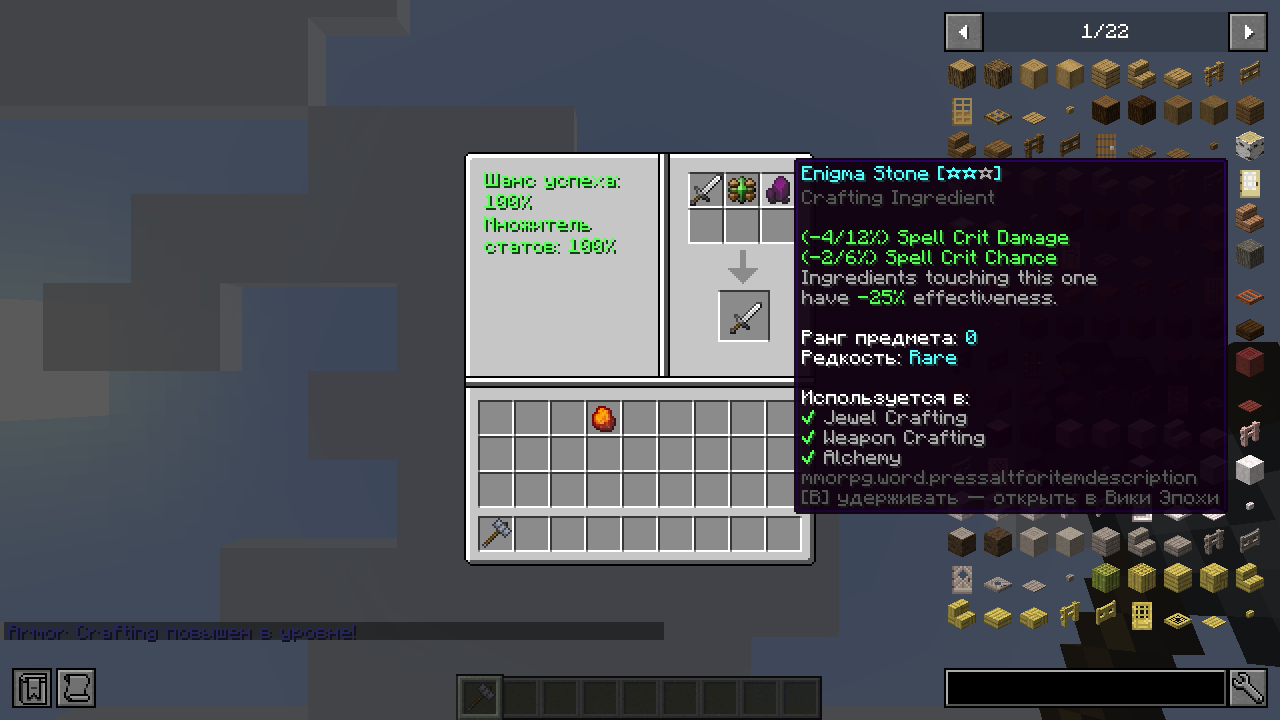 1/22
Шанс успеха:
100%
Множитель
статов: 100%
Enigma Stone [★★☆]
Crafting Ingredient
(-4/12%) Spell Crit Damage
(-2/6%) Spell Crit Chance
Ingredients touching this one
have -25% effectiveness.
Ранг предмета: 0
Редкость: Rare
Используется в:
✓ Jewel Crafting
✓ Weapon Crafting
✓ Alchemy
mmorpg.word.pressaltforitemdescription
[B] удерживать — открыть в Вики Эпохи
Armor Crafting повышен в уровне!